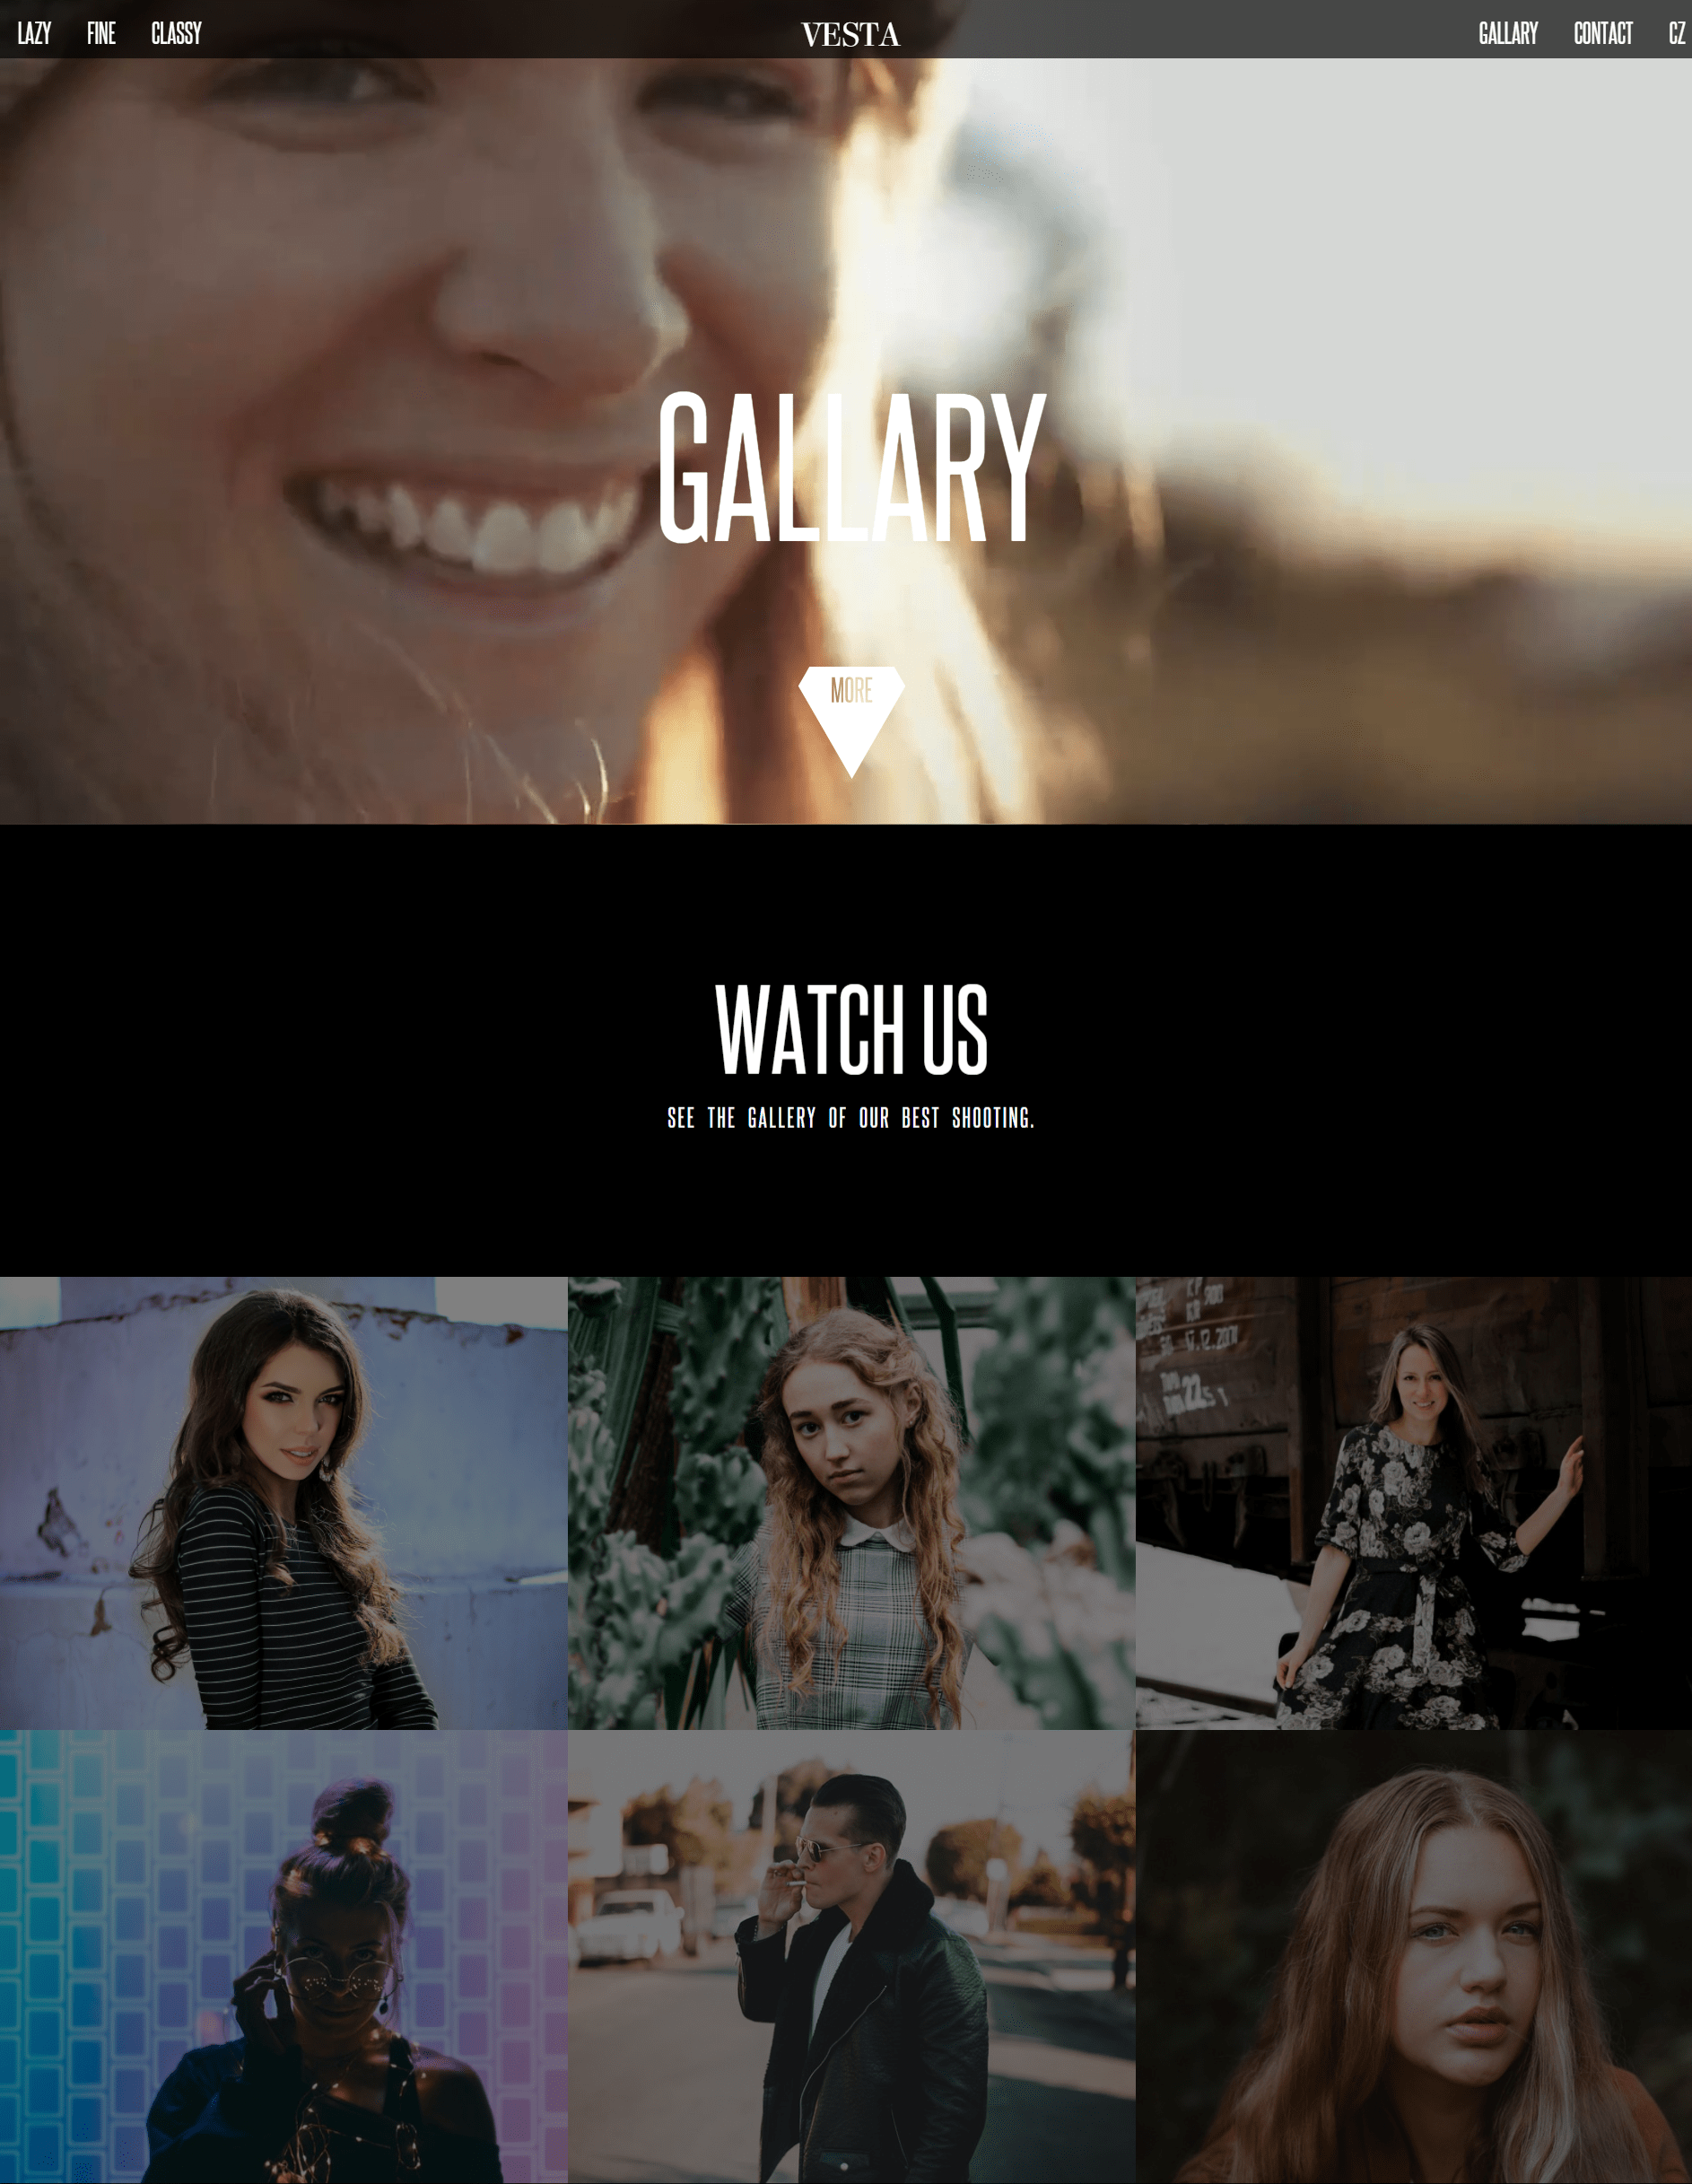 LAZY FINE CLASSY VESTA GALLARY CONTACT CZ
GALLARY
MORE
WATCH US
SEE THE GALLERY OF OUR BEST SHOOTING.